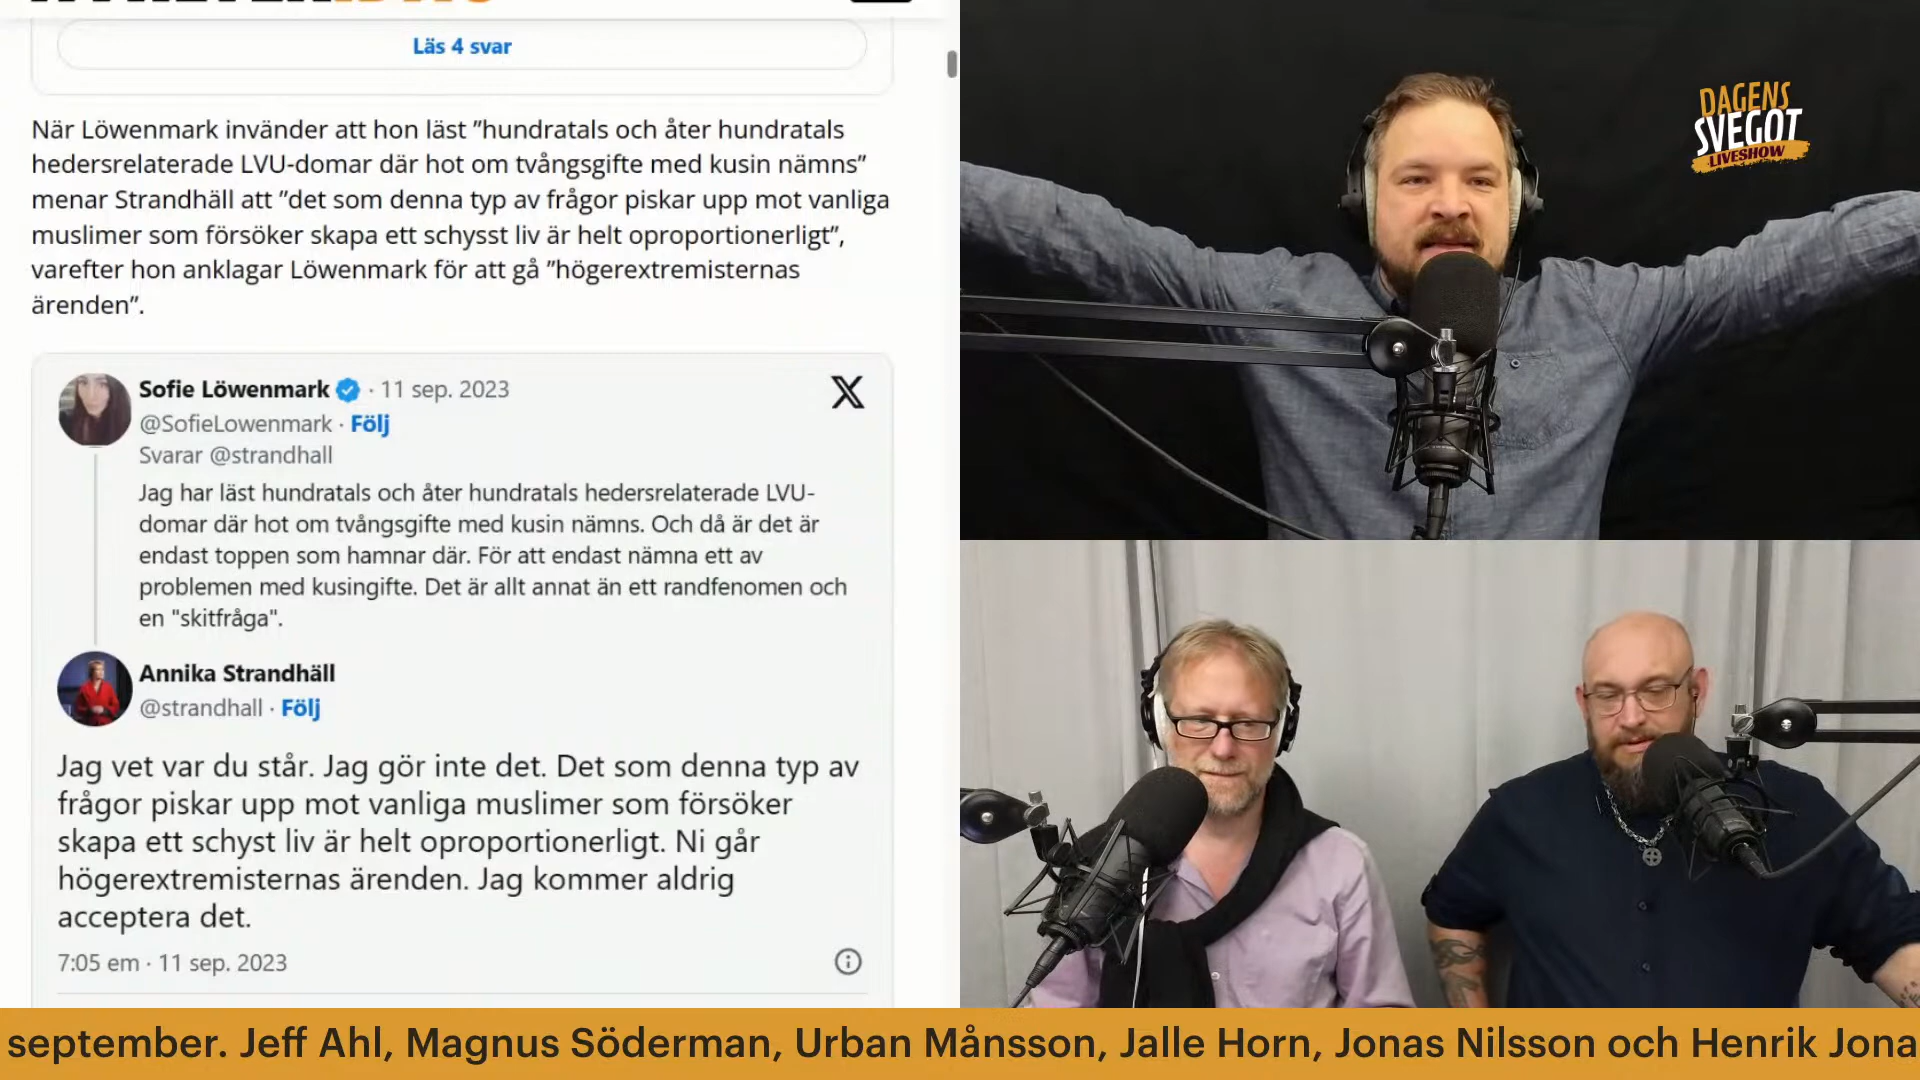 Läs 4 svar
När Löwenmark invänder att hon läst ”hundratals och åter hundratals
hedersrelaterade LVU-domar där hot om tvångsgifte med kusin nämns”
menar Strandhäll att ”det som denna typ av frågor piskar upp mot vanliga
muslimer som försöker skapa ett schysst liv är helt oproportionerligt”,
varefter hon anklagar Löwenmark för att gå ”högerextremisternas
ärenden”.
Sofie Löwenmark · 11 sep. 2023
@SofieLowenmark · Följ
Svarar @strandhall
Jag har läst hundratals och åter hundratals hedersrelaterade LVU-
domar där hot om tvångsgifte med kusin nämns. Och då är det är
endast toppen som hamnar där. För att endast nämna ett av
problemen med kusingifte. Det är allt annat än ett randfenomen och
en "skitfråga".
Annika Strandhäll
@strandhall · Följ
Jag vet var du står. Jag gör inte det. Det som denna typ av
frågor piskar upp mot vanliga muslimer som försöker
skapa ett schyst liv är helt oproportionerligt. Ni går
högerextremisternas ärenden. Jag kommer aldrig
acceptera det.
7:05 em · 11 sep. 2023
DAGENS
SVEGOT
LIVESHOW
september. Jeff Ahl, Magnus Söderman, Urban Månsson, Jalle Horn, Jonas Nilsson och Henrik Jona